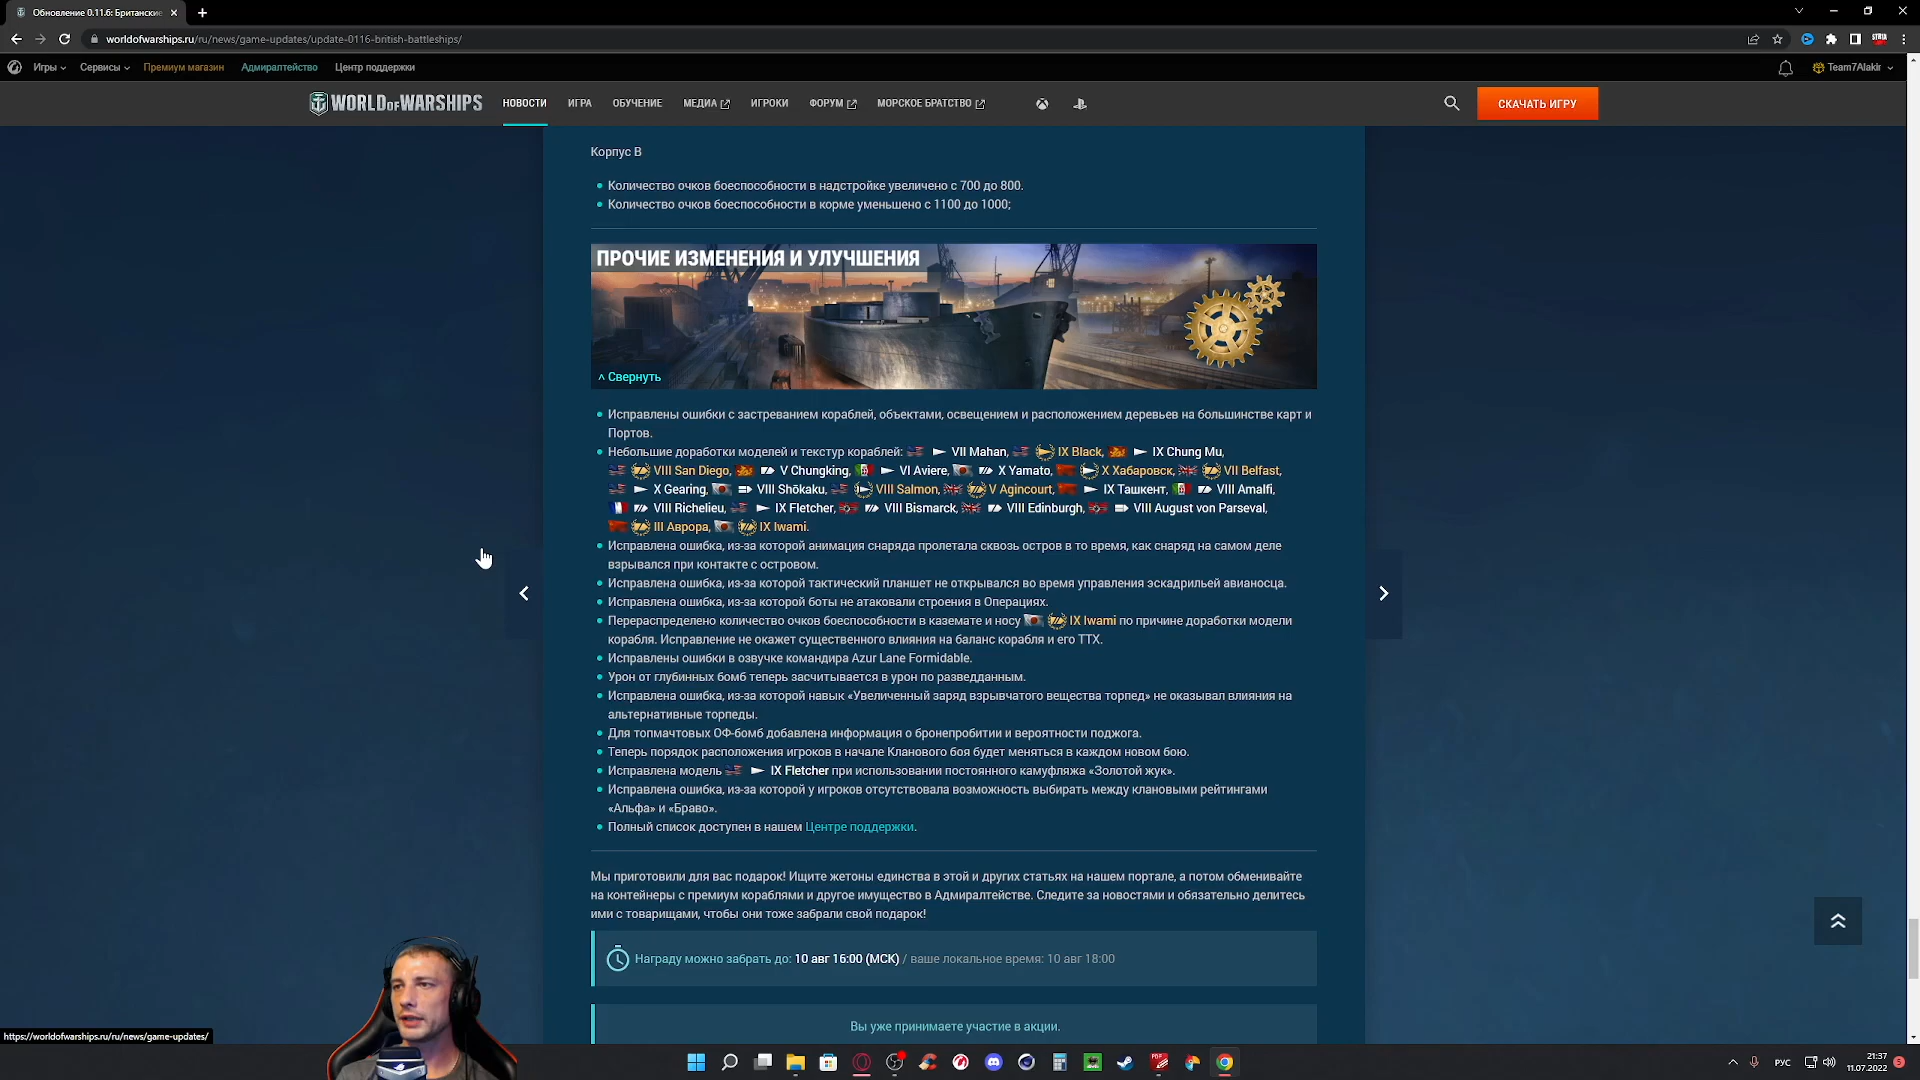 Обновление 0.11.6: Британские
worldofwarships.ru/ru/news/game-updates/update-0116-british-battleships/
Игры Сервисы Премиум магазин Адмиралтейство Центр поддержки Team7Alakir
WORLD OF WARSHIPS НОВОСТИ ИГРА ОБУЧЕНИЕ МЕДИА ИГРОКИ ФОРУМ МОРСКОЕ БРАТСТВО СКАЧАТЬ ИГРУ
Корпус B
Количество очков боеспособности в надстройке увеличено с 700 до 800.
Количество очков боеспособности в корме уменьшено с 1100 до 1000;
ПРОЧИЕ ИЗМЕНЕНИЯ И УЛУЧШЕНИЯ
^ Свернуть
Исправлены ошибки с застреванием кораблей, объектами, освещением и расположением деревьев на большинстве карт и
Портов.
Небольшие доработки моделей и текстур кораблей: VII Mahan, IX Black, IX Chung Mu,
VIII San Diego, V Chungking, VI Aviere, X Yamato, X Хабаровск, VII Belfast,
X Gearing, VIII Shōkaku, VIII Salmon, V Agincourt, IX Ташкент, VIII Amalfi,
VIII Richelieu, IX Fletcher, VIII Bismarck, VIII Edinburgh, VIII August von Parseval,
III Аврора, IX Iwami.
Исправлена ошибка, из-за которой анимация снаряда пролетала сквозь остров в то время, как снаряд на самом деле
взрывался при контакте с островом.
Исправлена ошибка, из-за которой тактический планшет не открывался во время управления эскадрильей авианосца.
Исправлена ошибка, из-за которой боты не атаковали строения в Операциях.
Перераспределено количество очков боеспособности в каземате и носу IX Iwami по причине доработки модели
корабля. Исправление не окажет существенного влияния на баланс корабля и его ТТХ.
Исправлены ошибки в озвучке командира Azur Lane Formidable.
Урон от глубинных бомб теперь засчитывается в урон по разведданным.
Исправлена ошибка, из-за которой навык «Увеличенный заряд взрывчатого вещества торпед» не оказывал влияния на
альтернативные торпеды.
Для топмачтовых ОФ-бомб добавлена информация о бронепробитии и вероятности поджога.
Теперь порядок расположения игроков в начале Кланового боя будет меняться в каждом новом бою.
Исправлена модель IX Fletcher при использовании постоянного камуфляжа «Золотой жук».
Исправлена ошибка, из-за которой у игроков отсутствовала возможность выбирать между клановыми рейтингами
«Альфа» и «Браво».
Полный список доступен в нашем Центре поддержки.
Мы приготовили для вас подарок! Ищите жетоны единства в этой и других статьях на нашем портале, а потом обменивайте
на контейнеры с премиум кораблями и другое имущество в Адмиралтействе. Следите за новостями и обязательно делитесь
ими с товарищами, чтобы они тоже забрали свой подарок!
Награду можно забрать до: 10 авг 16:00 (МСК) / ваше локальное время: 10 авг 18:00
Вы уже принимаете участие в акции.
https://worldofwarships.ru/ru/news/game-updates/
РУС
21:37
11.07.2022
5